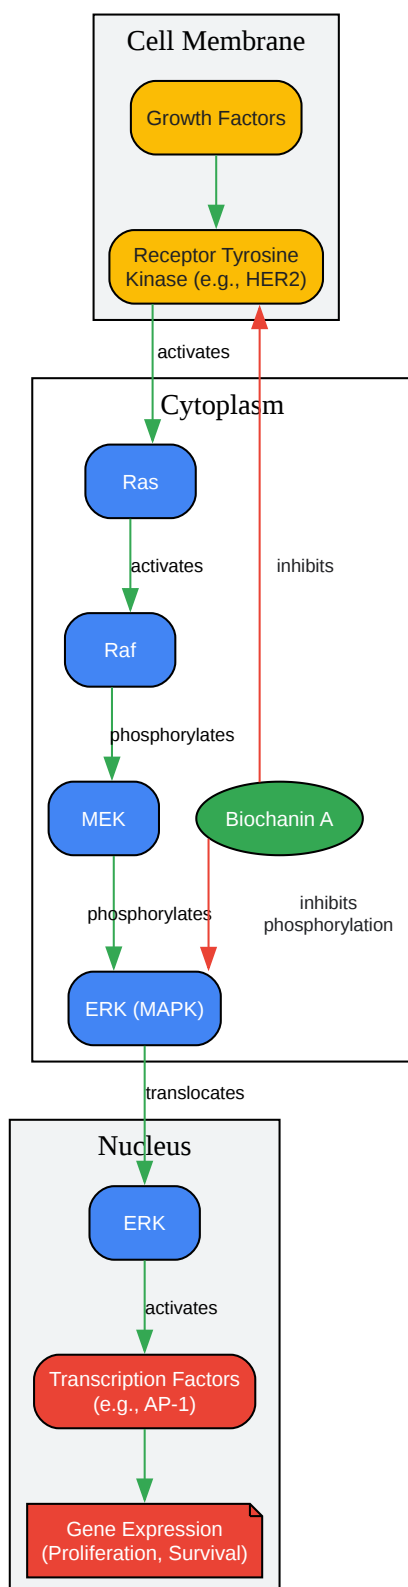 Cell Membrane
Growth Factors
Receptor Tyrosine
Kinase (e.g., HER2)
activates
Cytoplasm
Ras
activates
inhibits
Raf
phosphorylates
MEK
Biochanin A
phosphorylates
inhibits
phosphorylation
ERK (MAPK)
translocates
Nucleus
ERK
activates
Transcription Factors
(e.g., AP-1)
Gene Expression
(Proliferation, Survival)